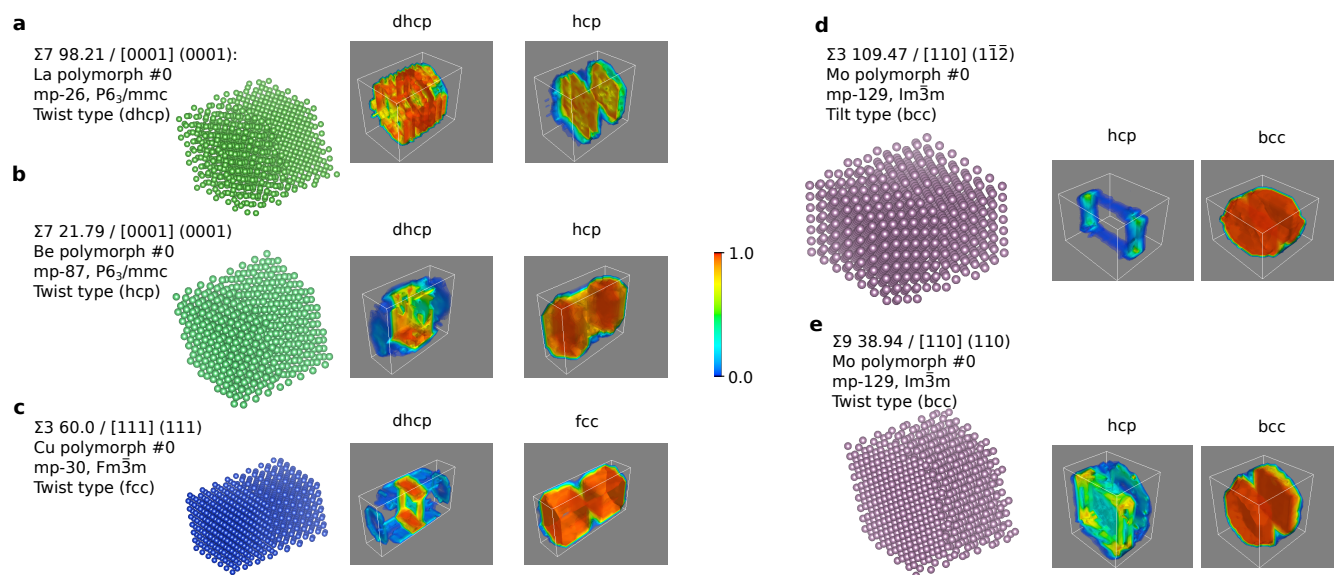 a
Σ7 98.21 / [0001] (0001):
La polymorph #0
mp-26, P6₃/mmc
Twist type (dhcp)
dhcp
hcp
b
Σ7 21.79 / [0001] (0001)
Be polymorph #0
mp-87, P6₃/mmc
Twist type (hcp)
dhcp
hcp
1.0
0.0
c
Σ3 60.0 / [111] (111)
Cu polymorph #0
mp-30, Fm3̅m
Twist type (fcc)
dhcp
fcc
d
Σ3 109.47 / [110] (11̅2̅)
Mo polymorph #0
mp-129, Im3̅m
Tilt type (bcc)
hcp
bcc
e
Σ9 38.94 / [110] (110)
Mo polymorph #0
mp-129, Im3̅m
Twist type (bcc)
hcp
bcc